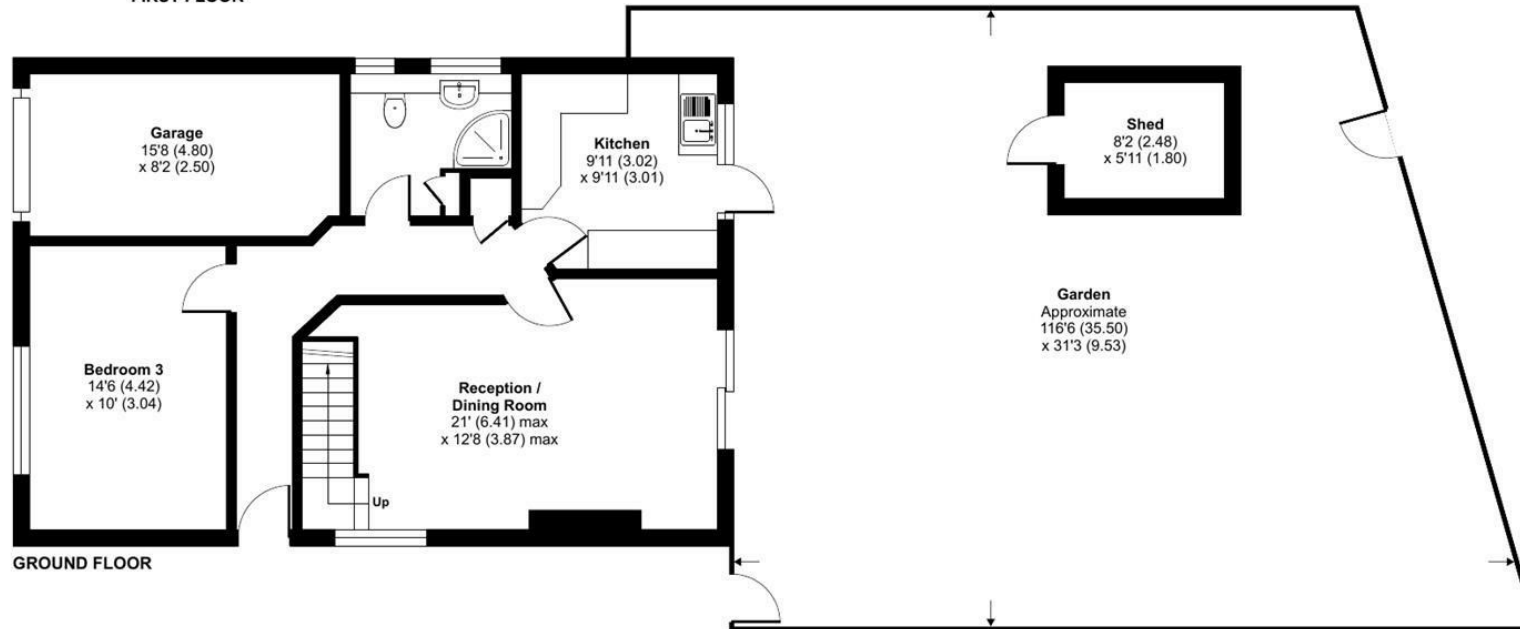 FIRST FLOOR
Garage
15'8 (4.80)
x 8'2 (2.50)
Kitchen
9'11 (3.02)
x 9'11 (3.01)
Shed
8'2 (2.48)
x 5'11 (1.80)
Garden
Approximate
116'6 (35.50)
x 31'3 (9.53)
Bedroom 3
14'6 (4.42)
x 10' (3.04)
Reception /
Dining Room
21' (6.41) max
x 12'8 (3.87) max
Up
GROUND FLOOR